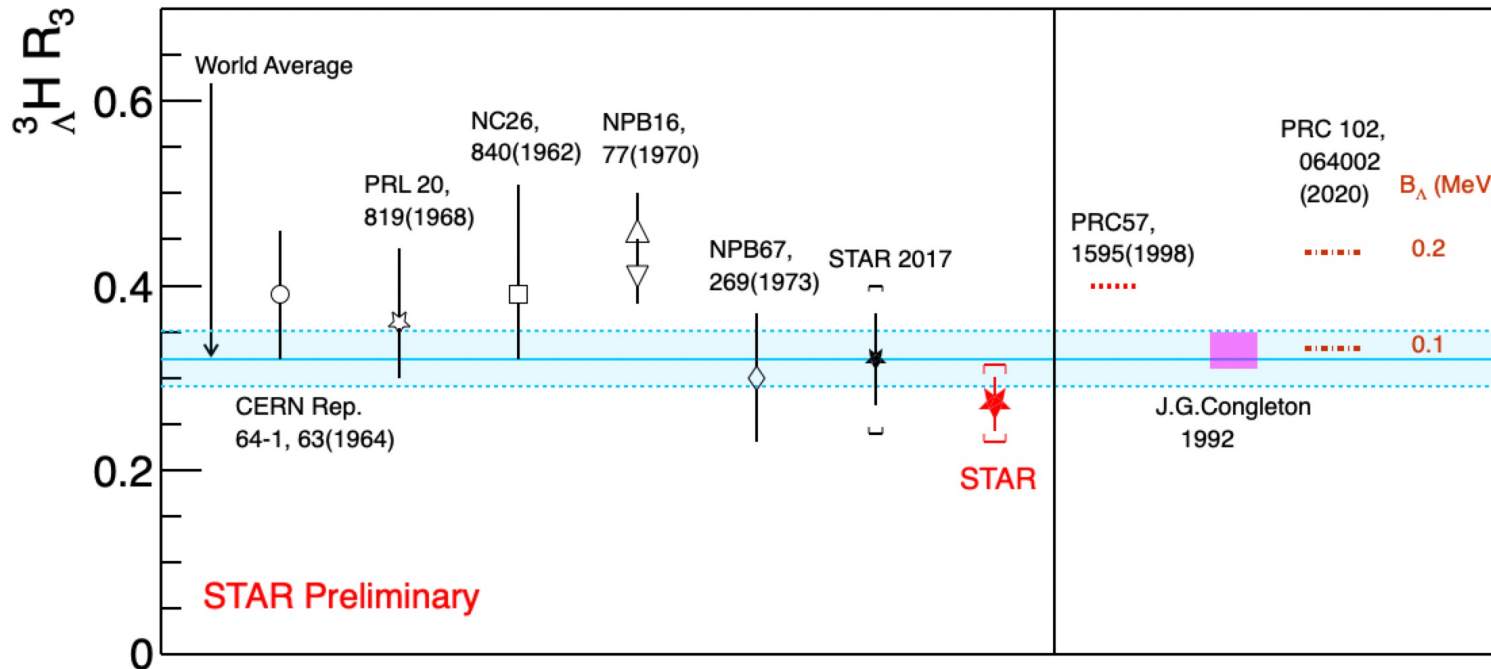 ³ΛH R₃
0.6
0.4
0.2
0
World Average
CERN Rep.
64-1, 63(1964)
PRL 20,
819(1968)
NC26,
840(1962)
NPB16,
77(1970)
NPB67,
269(1973)
STAR 2017
STAR
STAR Preliminary
PRC57,
1595(1998)
J.G.Congleton
1992
PRC 102,
064002
(2020)
BΛ (MeV
0.2
0.1